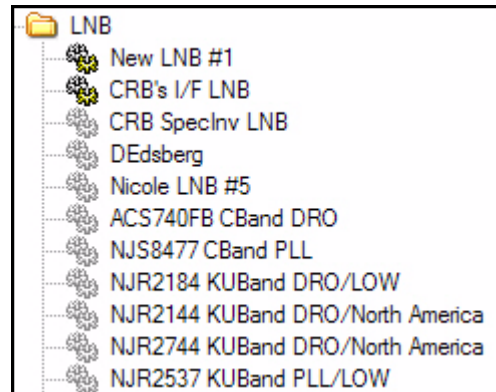 LNB
New LNB #1
CRB's I/F LNB
CRB SpecInv LNB
DEdsberg
Nicole LNB #5
ACS740FB CBand DRO
NJS8477 CBand PLL
NJR2184 KUBand DRO/LOW
NJR2144 KUBand DRO/North America
NJR2744 KUBand DRO/North America
NJR2537 KUBand PLL/LOW